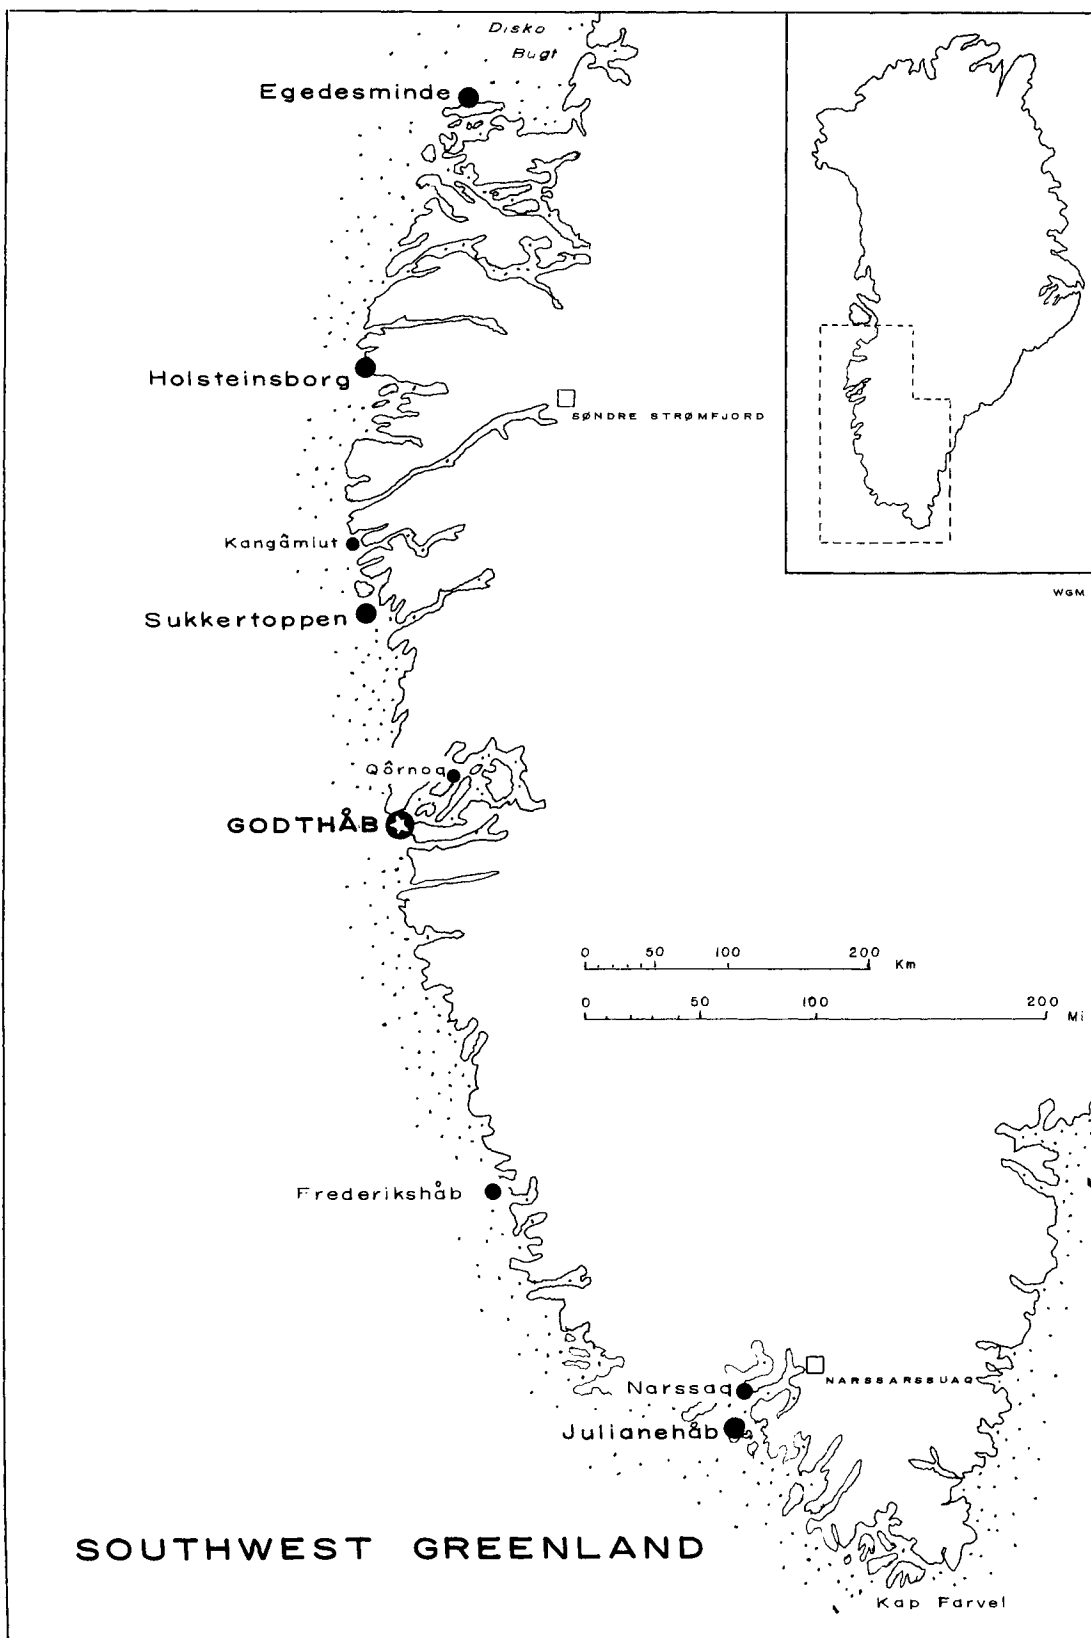 Disko
Bugt
Egedesminde
Holsteinsborg
SØNDRE STRØMFJORD
Kangâmiut
WGM
Sukkertoppen
Qôrnoq
GODTHÅB
0 50 100 200 Km
0 50 100 200 Mi
Frederikshåb
NARSSARSSUAQ
Narssaq
Julianehåb
SOUTHWEST GREENLAND
Kap Farvel